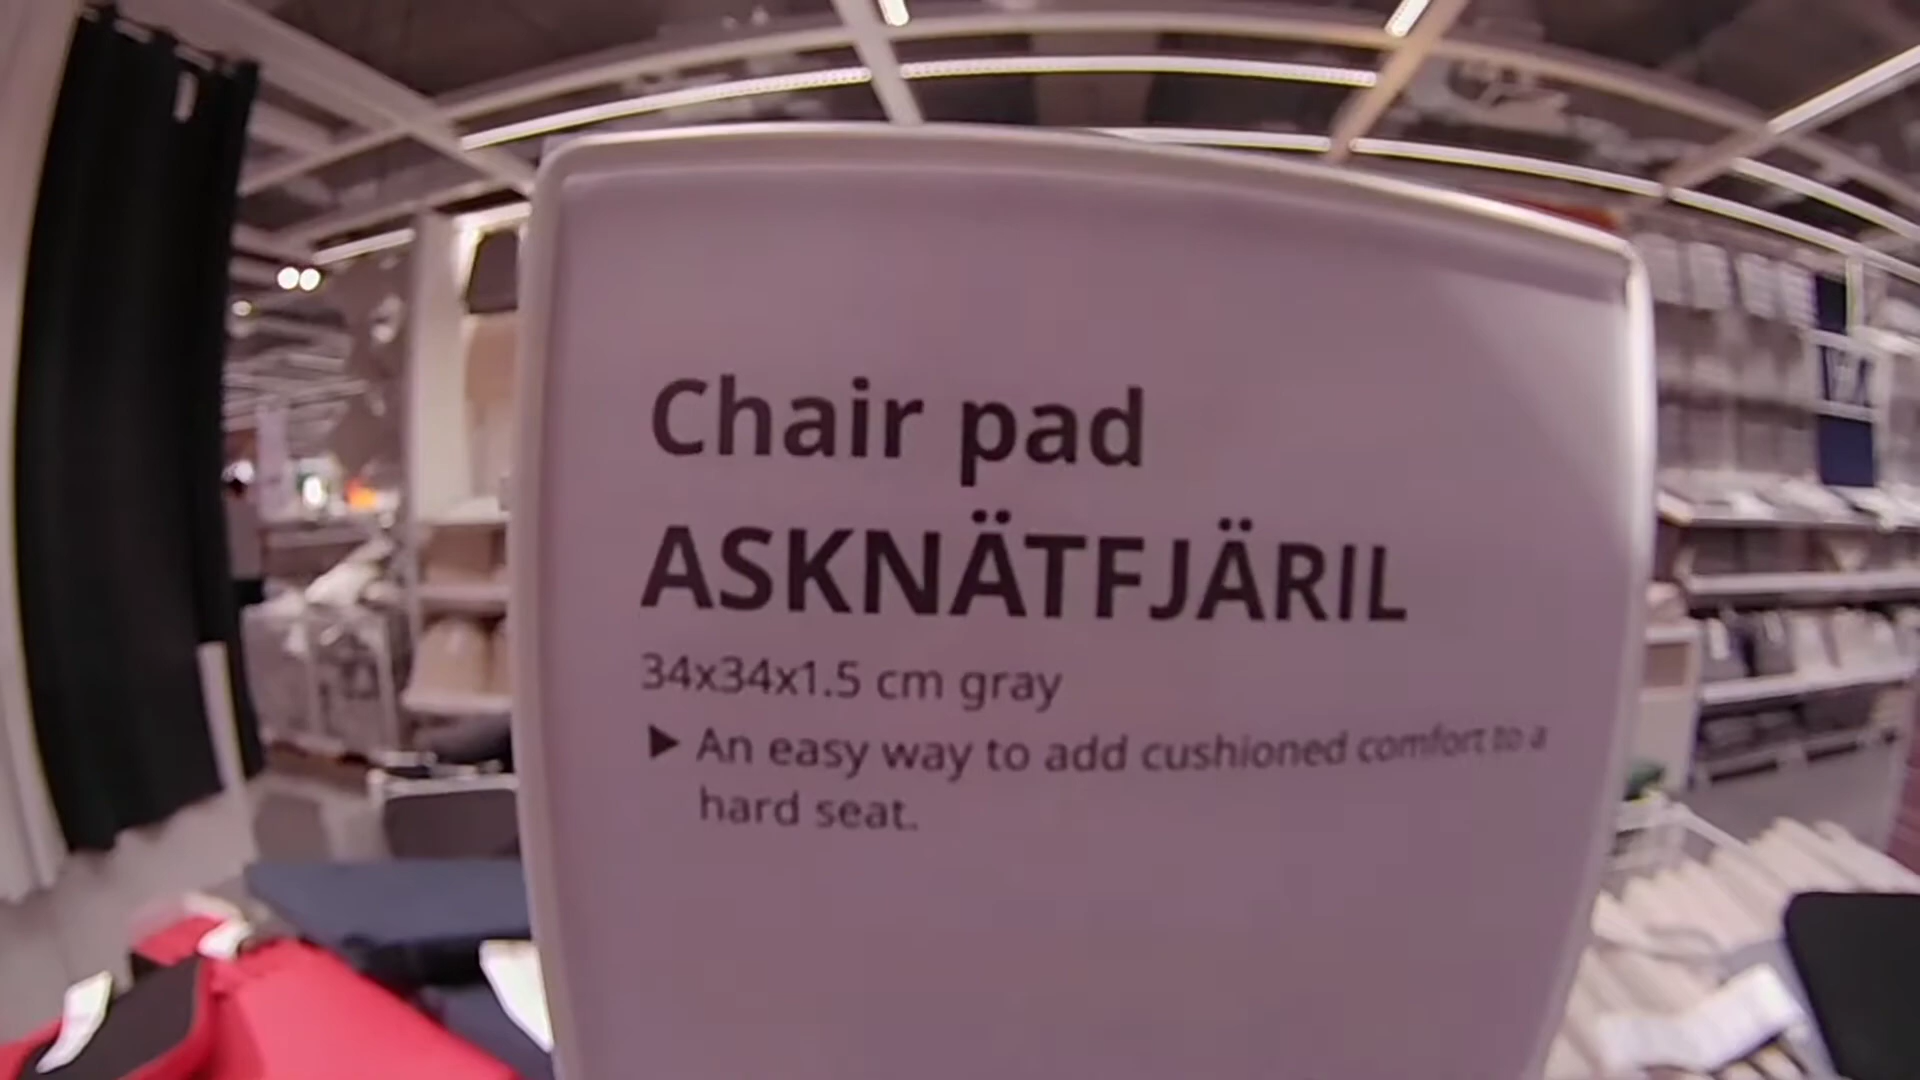 Chair pad
ASKNÄTFJÄRIL
34x34x1.5 cm gray
▶ An easy way to add cushioned comfort to a
hard seat.